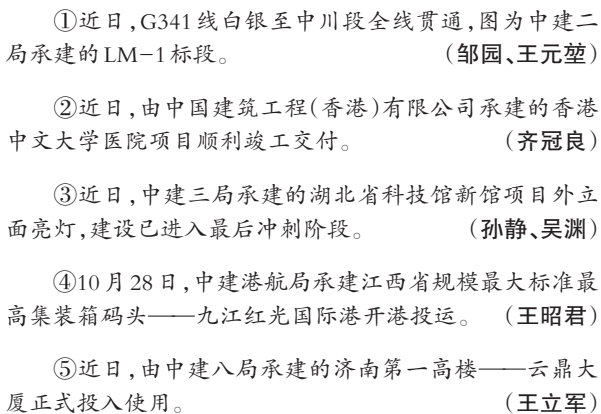 ①近日,G341线白银至中川段全线贯通,图为中建二
局承建的LM-1标段。 (邹园、王元堃)
②近日,由中国建筑工程(香港)有限公司承建的香港
中文大学医院项目顺利竣工交付。 (齐冠良)
③近日,中建三局承建的湖北省科技馆新馆项目外立
面亮灯,建设已进入最后冲刺阶段。 (孙静、吴渊)
④10月28日,中建港航局承建江西省规模最大标准最
高集装箱码头——九江红光国际港开港投运。 (王昭君)
⑤近日,由中建八局承建的济南第一高楼——云鼎大
厦正式投入使用。 (王立军)